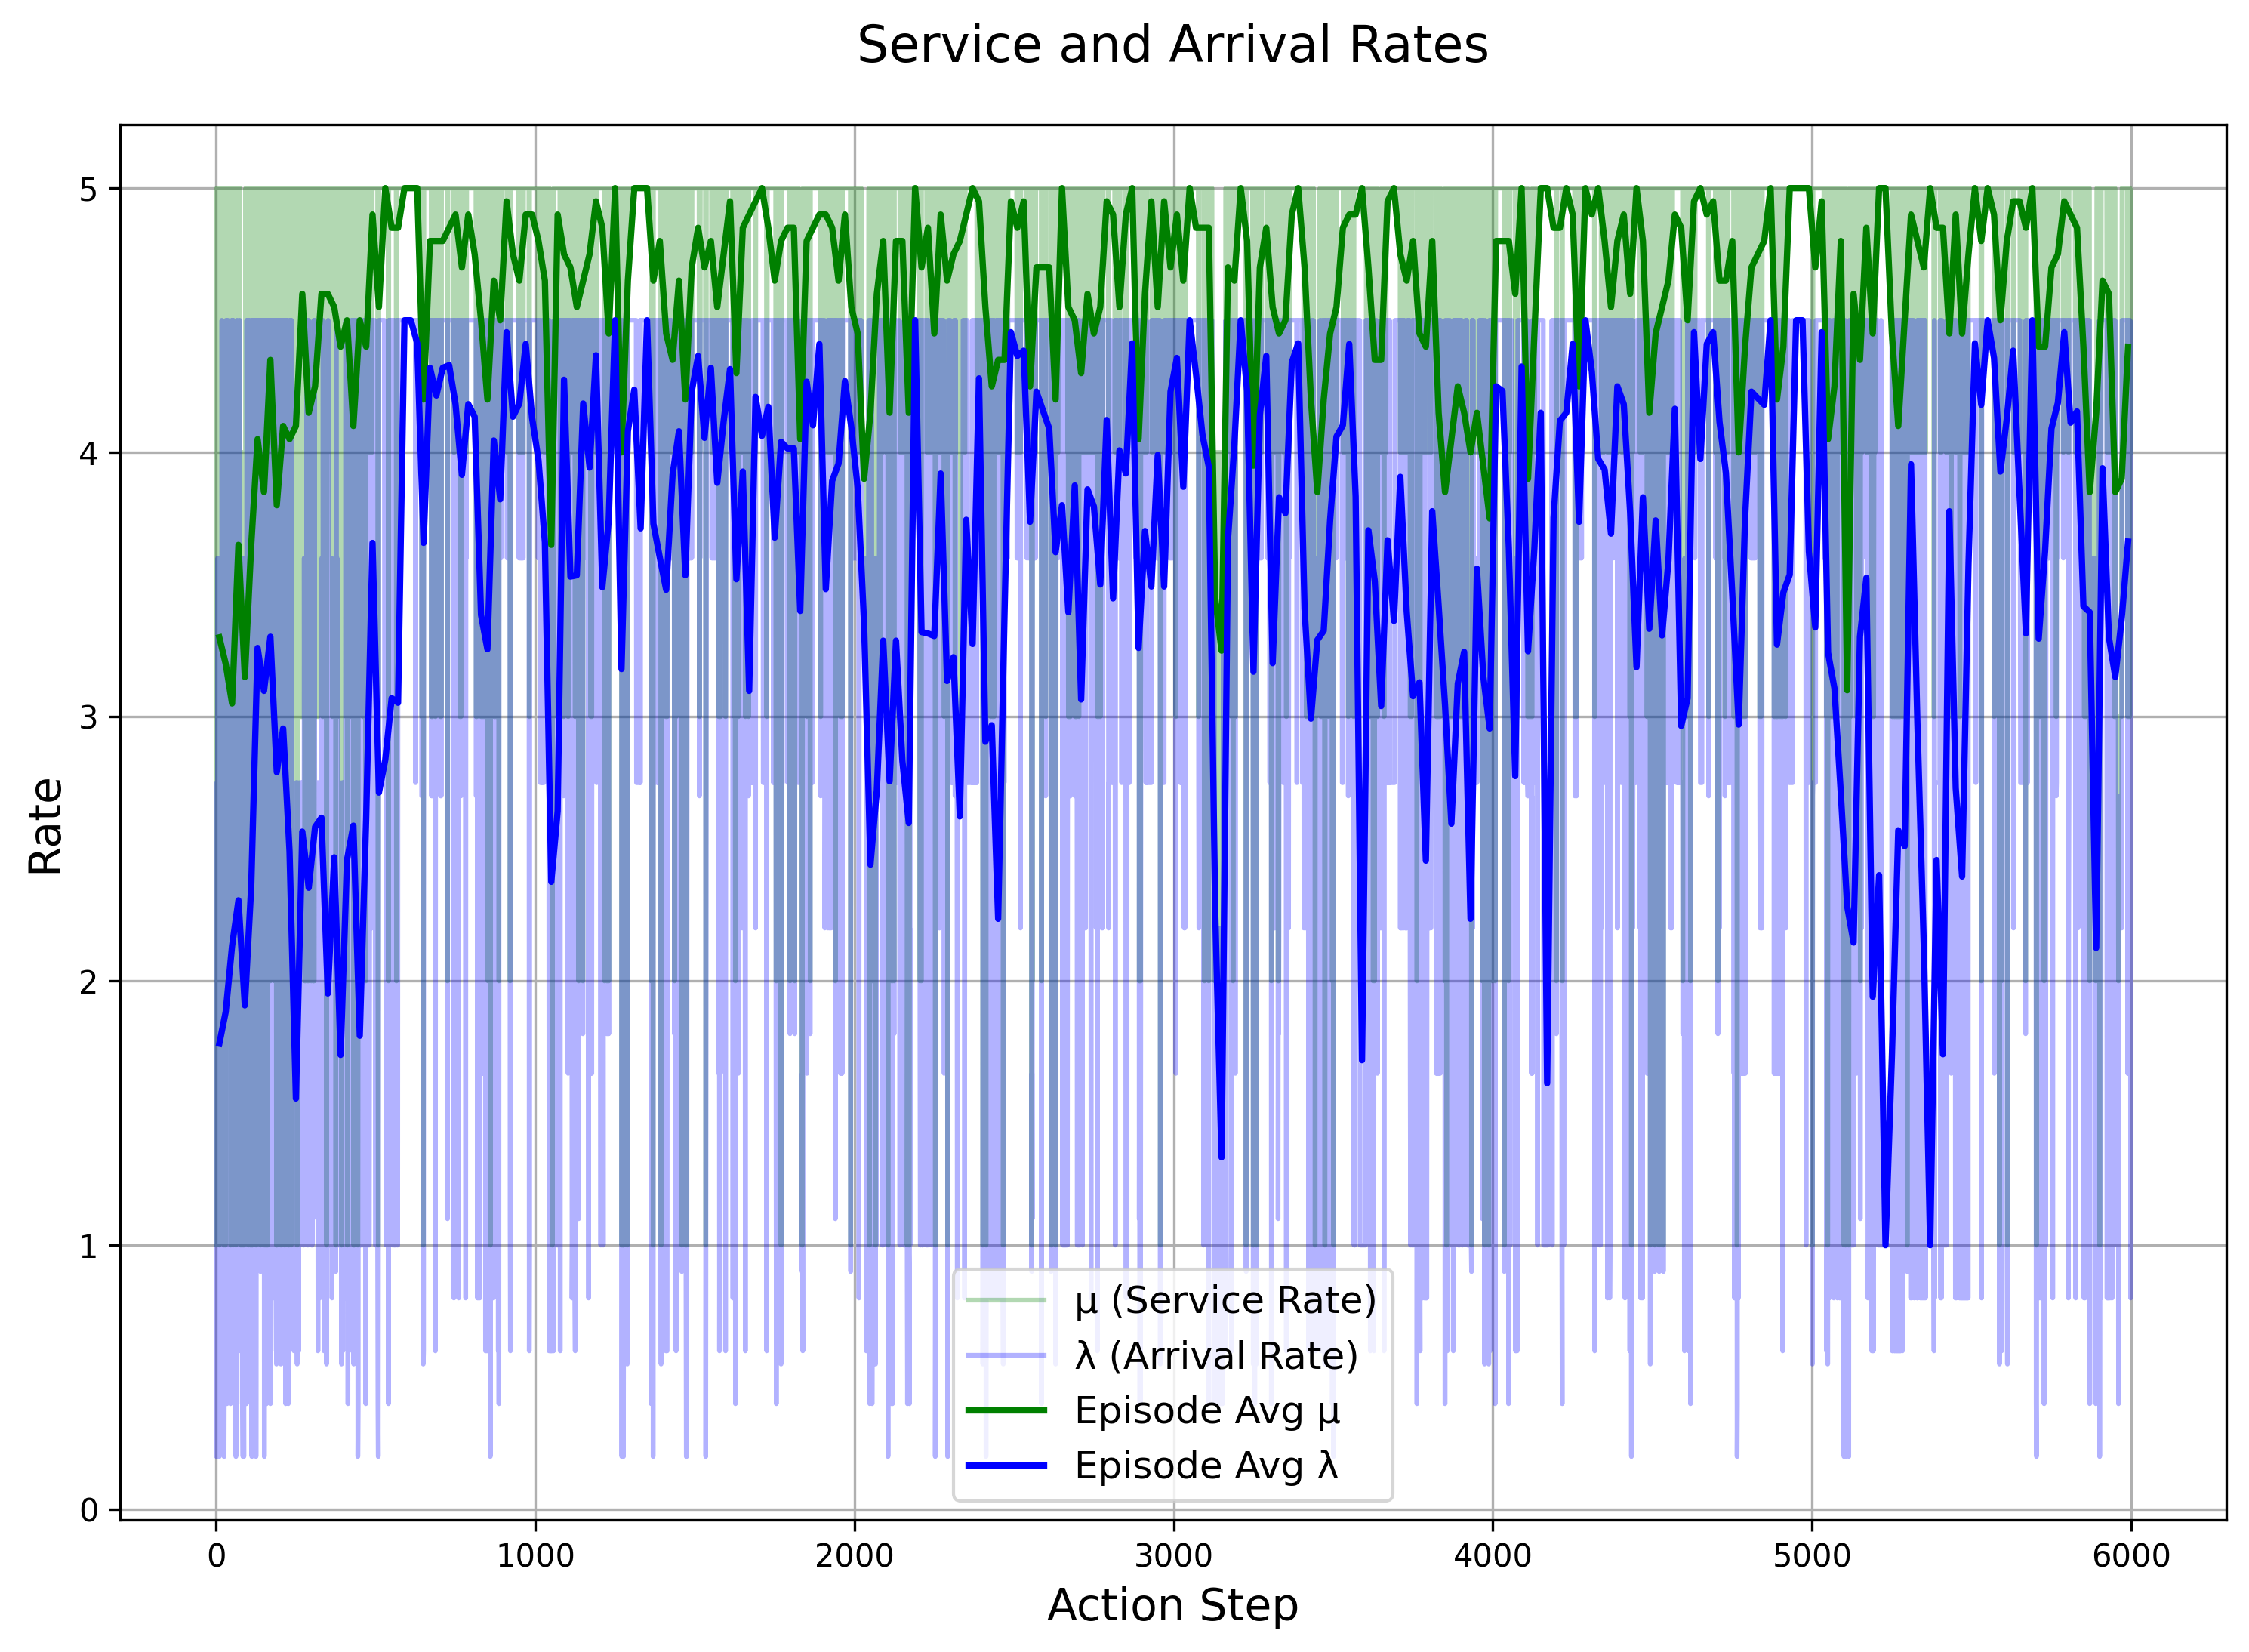 Service and Arrival Rates
Rate
5
4
3
2
1
0
μ (Service Rate)
λ (Arrival Rate)
Episode Avg μ
Episode Avg λ
0 1000 2000 3000 4000 5000 6000
Action Step